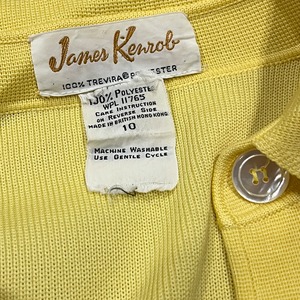 James Kenrob
100% TREVIRA® POLYESTER
100% POLYESTER
WPL 11765
CARE INSTRUCTION
ON REVERSE SIDE
MADE IN BRITISH HONG KONG
10
MACHINE WASHABLE
USE GENTLE CYCLE